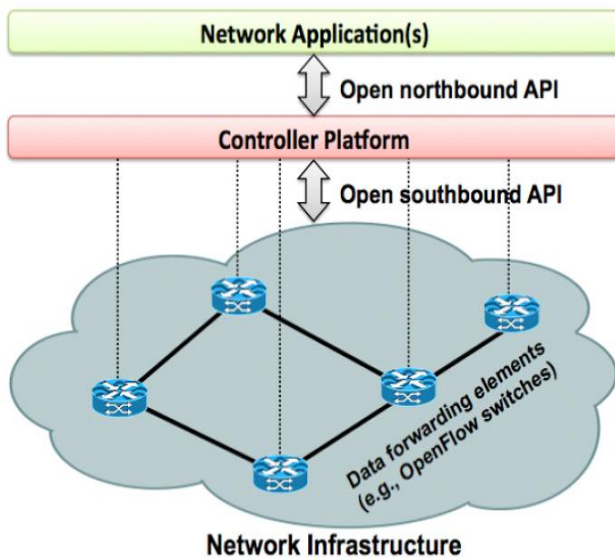 Network Application(s)
Open northbound API
Controller Platform
Open southbound API
Data forwarding elements
(e.g., OpenFlow switches)
Network Infrastructure